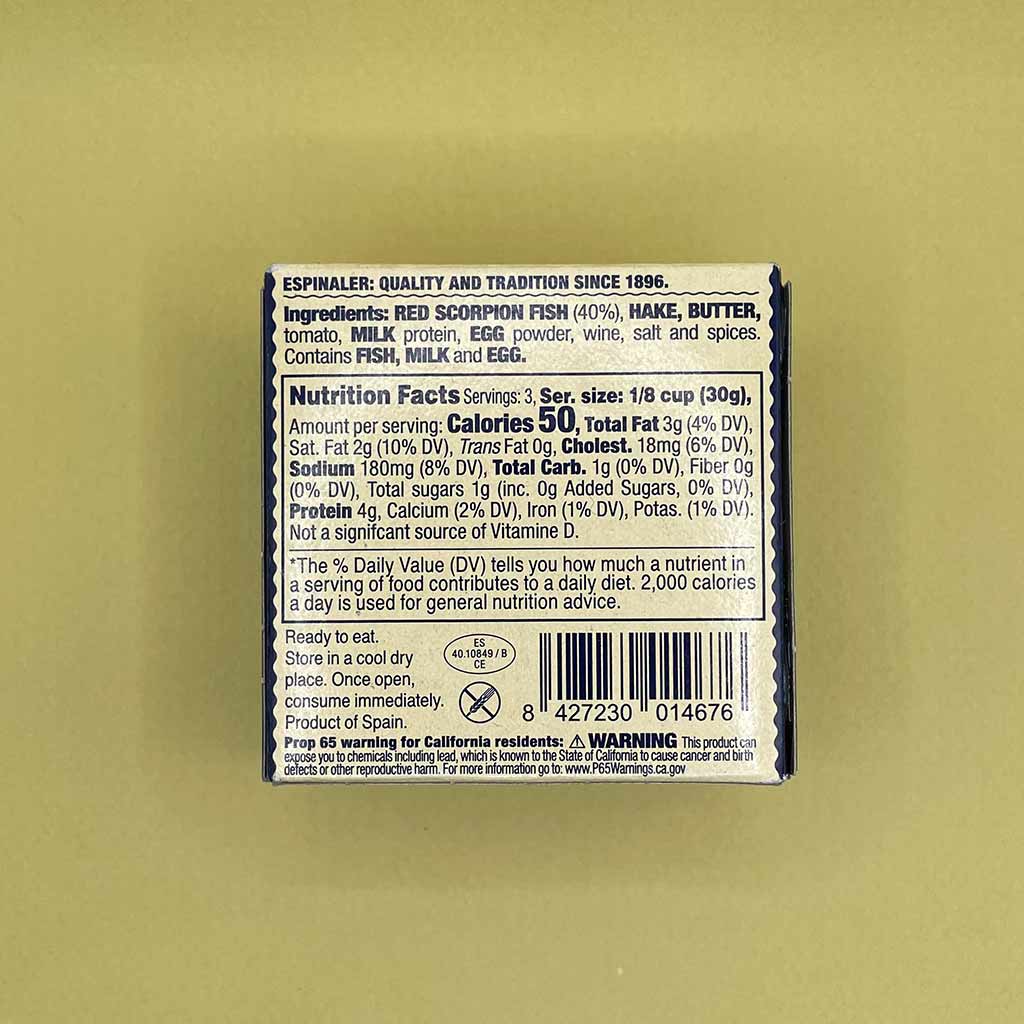 ESPINALER: QUALITY AND TRADITION SINCE 1896.
Ingredients: RED SCORPION FISH (40%), HAKE, BUTTER,
tomato, MILK protein, EGG powder, wine, salt and spices.
Contains FISH, MILK and EGG.
Nutrition Facts Servings: 3, Ser. size: 1/8 cup (30g),
Amount per serving: Calories 50, Total Fat 3g (4% DV),
Sat. Fat 2g (10% DV), Trans Fat 0g, Cholest. 18mg (6% DV),
Sodium 180mg (8% DV), Total Carb. 1g (0% DV), Fiber 0g
(0% DV), Total sugars 1g (inc. 0g Added Sugars, 0% DV),
Protein 4g, Calcium (2% DV), Iron (1% DV), Potas. (1% DV).
Not a signifcant source of Vitamine D.
*The % Daily Value (DV) tells you how much a nutrient in
a serving of food contributes to a daily diet. 2,000 calories
a day is used for general nutrition advice.
Ready to eat.
Store in a cool dry
place. Once open,
consume immediately.
Product of Spain.
ES
40.10849 / B
CE
8 427230 014676
Prop 65 warning for California residents: ⚠ WARNING This product can
expose you to chemicals including lead, which is known to the State of California to cause cancer and birth
defects or other reproductive harm. For more information go to: www.P65Warnings.ca.gov